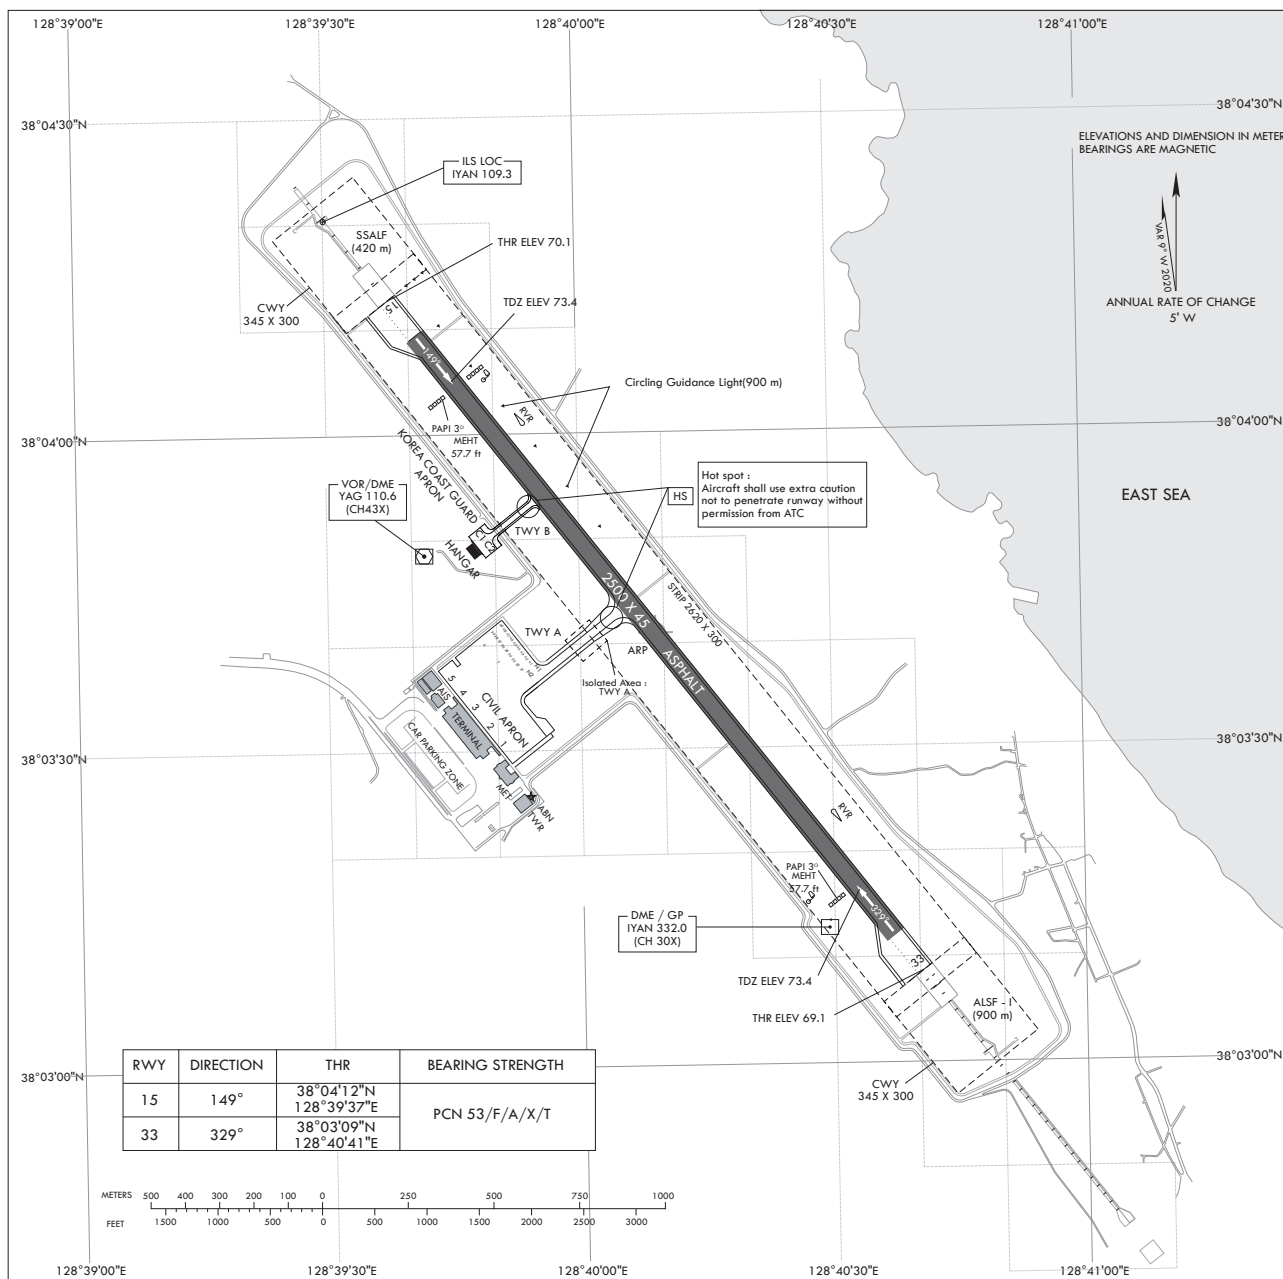 128°39'00"E
128°39'30"E
128°40'00"E
128°40'30"E
128°41'00"E
38°04'30"N
38°04'30"N
ELEVATIONS AND DIMENSION IN METER
BEARINGS ARE MAGNETIC
ILS LOC
IYAN 109.3
VAR 9° W 2020
ANNUAL RATE OF CHANGE
5' W
SSALF
(420 m)
THR ELEV 70.1
CWY
345 X 300
15
TDZ ELEV 73.4
149°
Circling Guidance Light(900 m)
RVR
PAPI 3°
MEHT
57.7 ft
38°04'00"N
38°04'00"N
KOREA COAST GUARD
APRON
VOR/DME
YAG 110.6
(CH43X)
HS
Hot spot :
Aircraft shall use extra caution
not to penetrate runway without
permission from ATC
EAST SEA
C1 C2
HANGAR
TWY B
2500 X 45
ASPHALT
STRIP 2620 X 300
TWY A
ARP
Isolated Area :
TWY A
5
4
3
2
1
CIVIL APRON
AIS
TERMINAL
CAR PARKING ZONE
MET
ABN
TWR
38°03'30"N
38°03'30"N
RVR
PAPI 3°
MEHT
57.7 ft
329°
DME / GP
IYAN 332.0
(CH 30X)
33
TDZ ELEV 73.4
THR ELEV 69.1
ALSF - I
(900 m)
CWY
345 X 300
38°03'00"N
38°03'00"N
RWY DIRECTION THR BEARING STRENGTH
15 149° 38°04'12"N
128°39'37"E
PCN 53/F/A/X/T
33 329° 38°03'09"N
128°40'41"E
METERS 500 400 300 200 100 0 250 500 750 1000
FEET 1500 1000 500 0 500 1000 1500 2000 2500 3000
128°39'00"E
128°39'30"E
128°40'00"E
128°40'30"E
128°41'00"E